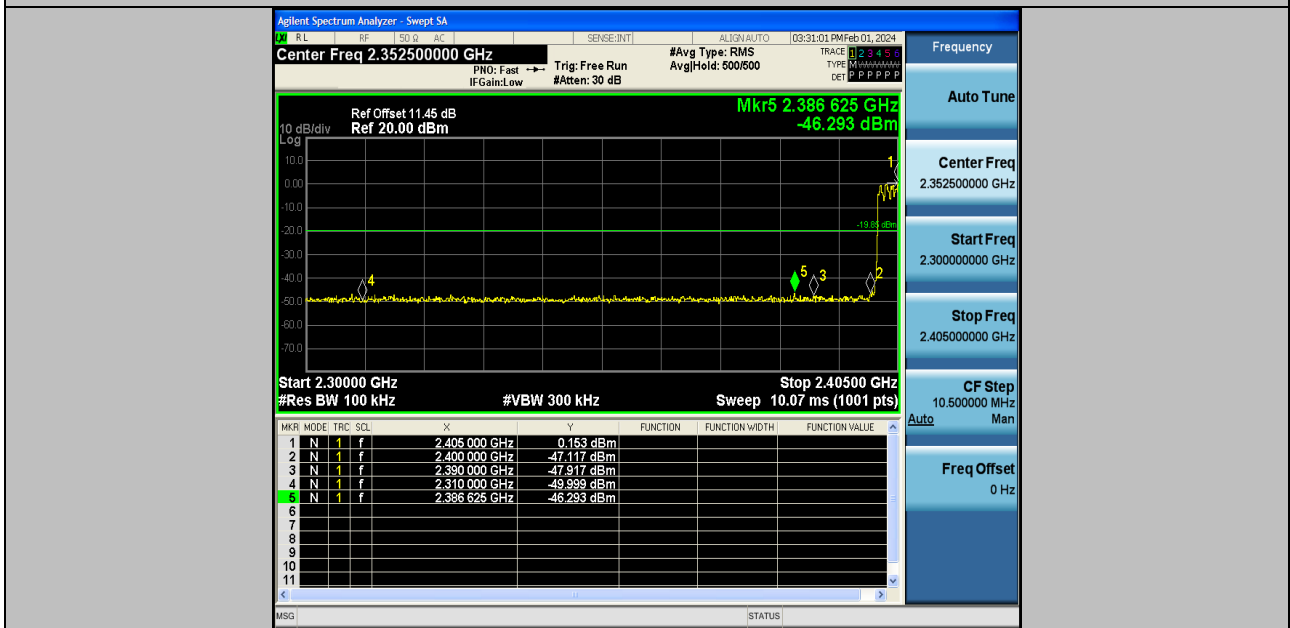 Agilent Spectrum Analyzer - Swept SA
LXI RL RF 50 Ω AC SENSE:INT ALIGN AUTO 03:31:01 PM Feb 01, 2024
Center Freq 2.352500000 GHz
PNO: Fast
IFGain:Low
Trig: Free Run
#Atten: 30 dB
#Avg Type: RMS
Avg|Hold: 500/500
TRACE 1 2 3 4 5 6
TYPE M
DET P P P P P P
Ref Offset 11.45 dB
10 dB/div Ref 20.00 dBm
Log
Mkr5 2.386 625 GHz
-46.293 dBm
10.0
0.00
-10.0
-20.0
-30.0
-40.0
-50.0
-60.0
-70.0
-19.85 dBm
1
2
3
4
5
Start 2.30000 GHz Stop 2.40500 GHz
#Res BW 100 kHz #VBW 300 kHz Sweep 10.07 ms (1001 pts)
MKR MODE TRC SCL X Y FUNCTION FUNCTION WIDTH FUNCTION VALUE
1 N 1 f 2.405 000 GHz 0.153 dBm
2 N 1 f 2.400 000 GHz -47.117 dBm
3 N 1 f 2.390 000 GHz -47.917 dBm
4 N 1 f 2.310 000 GHz -49.999 dBm
5 N 1 f 2.386 625 GHz -46.293 dBm
6
7
8
9
10
11
MSG STATUS
Frequency
Auto Tune
Center Freq
2.352500000 GHz
Start Freq
2.300000000 GHz
Stop Freq
2.405000000 GHz
CF Step
10.500000 MHz
Auto Man
Freq Offset
0 Hz